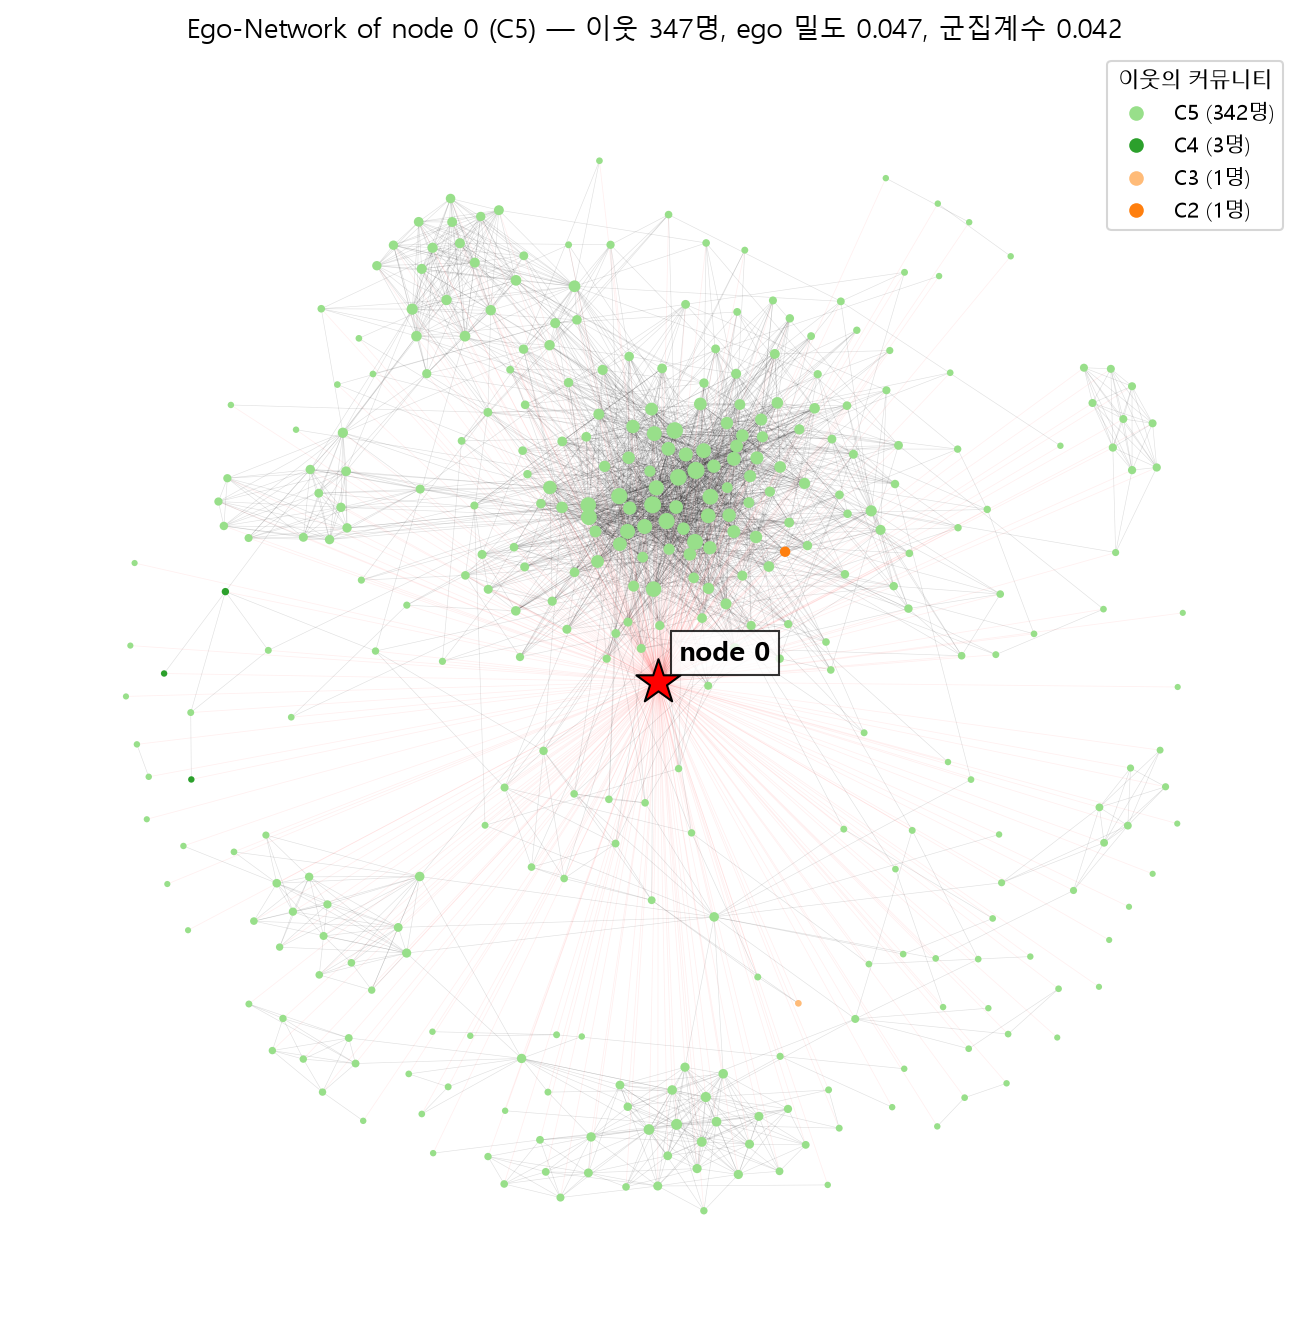 Ego-Network of node 0 (C5) — 이웃 347명, ego 밀도 0.047, 군집계수 0.042
이웃의 커뮤니티
C5 (342명)
C4 (3명)
C3 (1명)
C2 (1명)
node 0